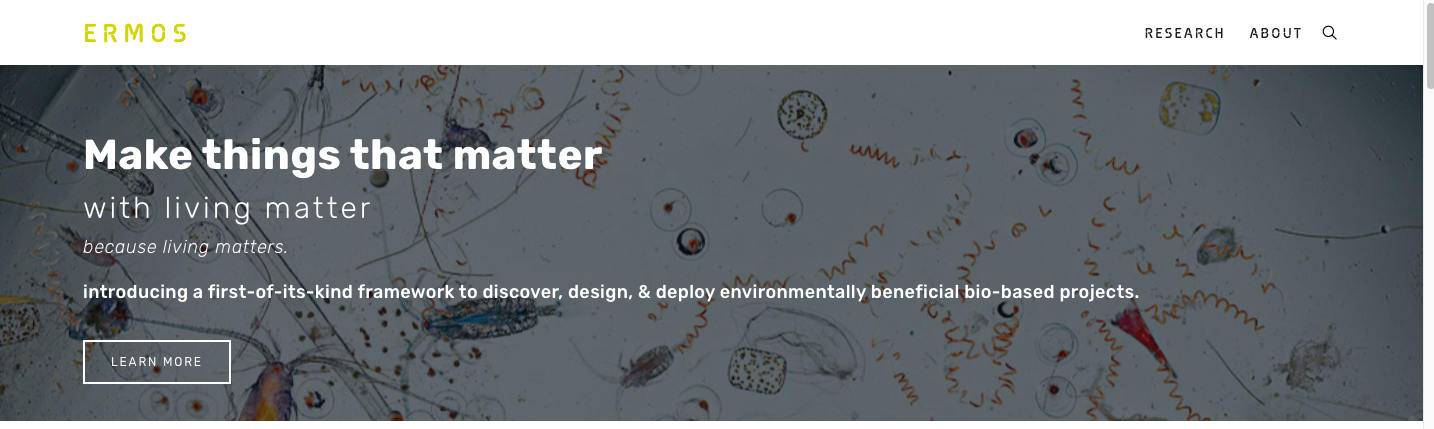 ERMOS
RESEARCH ABOUT
Make things that matter
with living matter
because living matters.
introducing a first-of-its-kind framework to discover, design, & deploy environmentally beneficial bio-based projects.
LEARN MORE